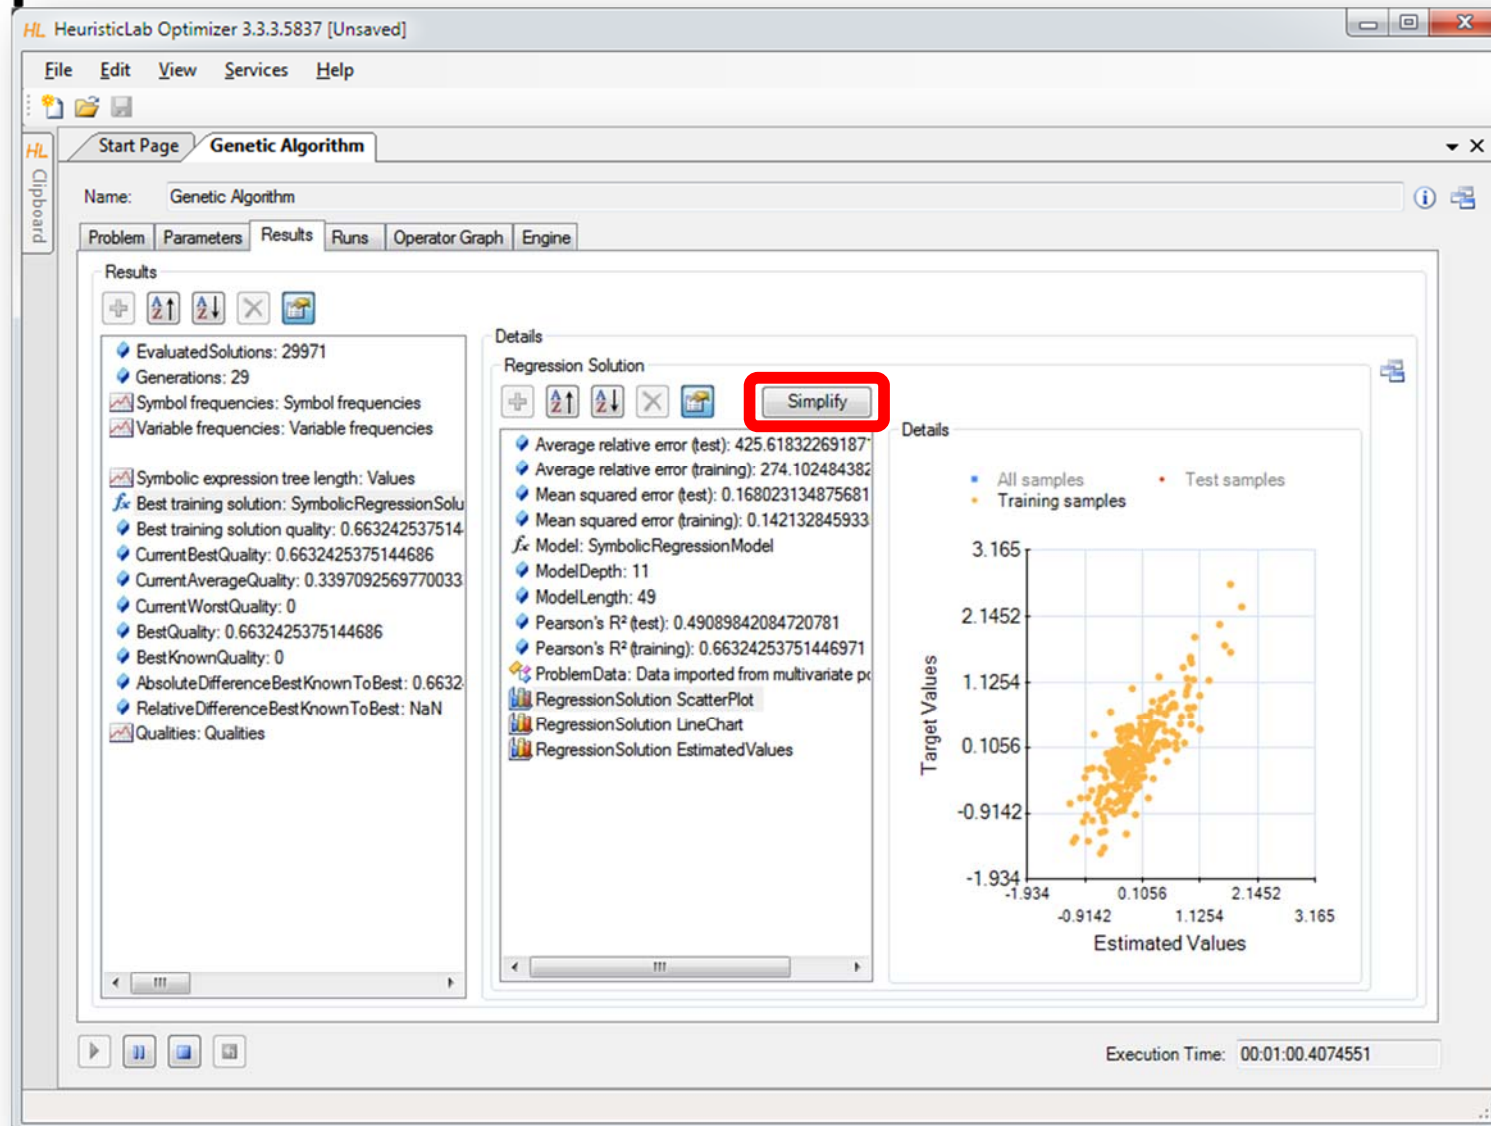 HL HeuristicLab Optimizer 3.3.3.5837 [Unsaved]
File Edit View Services Help
HL Clipboard
Start Page Genetic Algorithm
Name: Genetic Algorithm
Problem Parameters Results Runs Operator Graph Engine
Results
EvaluatedSolutions: 29971
Generations: 29
Symbol frequencies: Symbol frequencies
Variable frequencies: Variable frequencies
Symbolic expression tree length: Values
Best training solution: SymbolicRegressionSolu
Best training solution quality: 0.663242537514
CurrentBestQuality: 0.6632425375144686
CurrentAverageQuality: 0.3397092569770033
CurrentWorstQuality: 0
BestQuality: 0.6632425375144686
BestKnownQuality: 0
AbsoluteDifferenceBestKnownToBest: 0.6632
RelativeDifferenceBestKnownToBest: NaN
Qualities: Qualities
Details
Regression Solution
Simplify
Average relative error (test): 425.61832269187
Average relative error (training): 274.102484382
Mean squared error (test): 0.168023134875681
Mean squared error (training): 0.142132845933
Model: SymbolicRegressionModel
ModelDepth: 11
ModelLength: 49
Pearson's R² (test): 0.49089842084720781
Pearson's R² (training): 0.66324253751446971
ProblemData: Data imported from multivariate po
RegressionSolution ScatterPlot
RegressionSolution LineChart
RegressionSolution EstimatedValues
Details
All samples Test samples
Training samples
3.165
2.1452
1.1254
0.1056
-0.9142
-1.934
Target Values
-1.934 0.1056 2.1452
-0.9142 1.1254 3.165
Estimated Values
Execution Time: 00:01:00.4074551